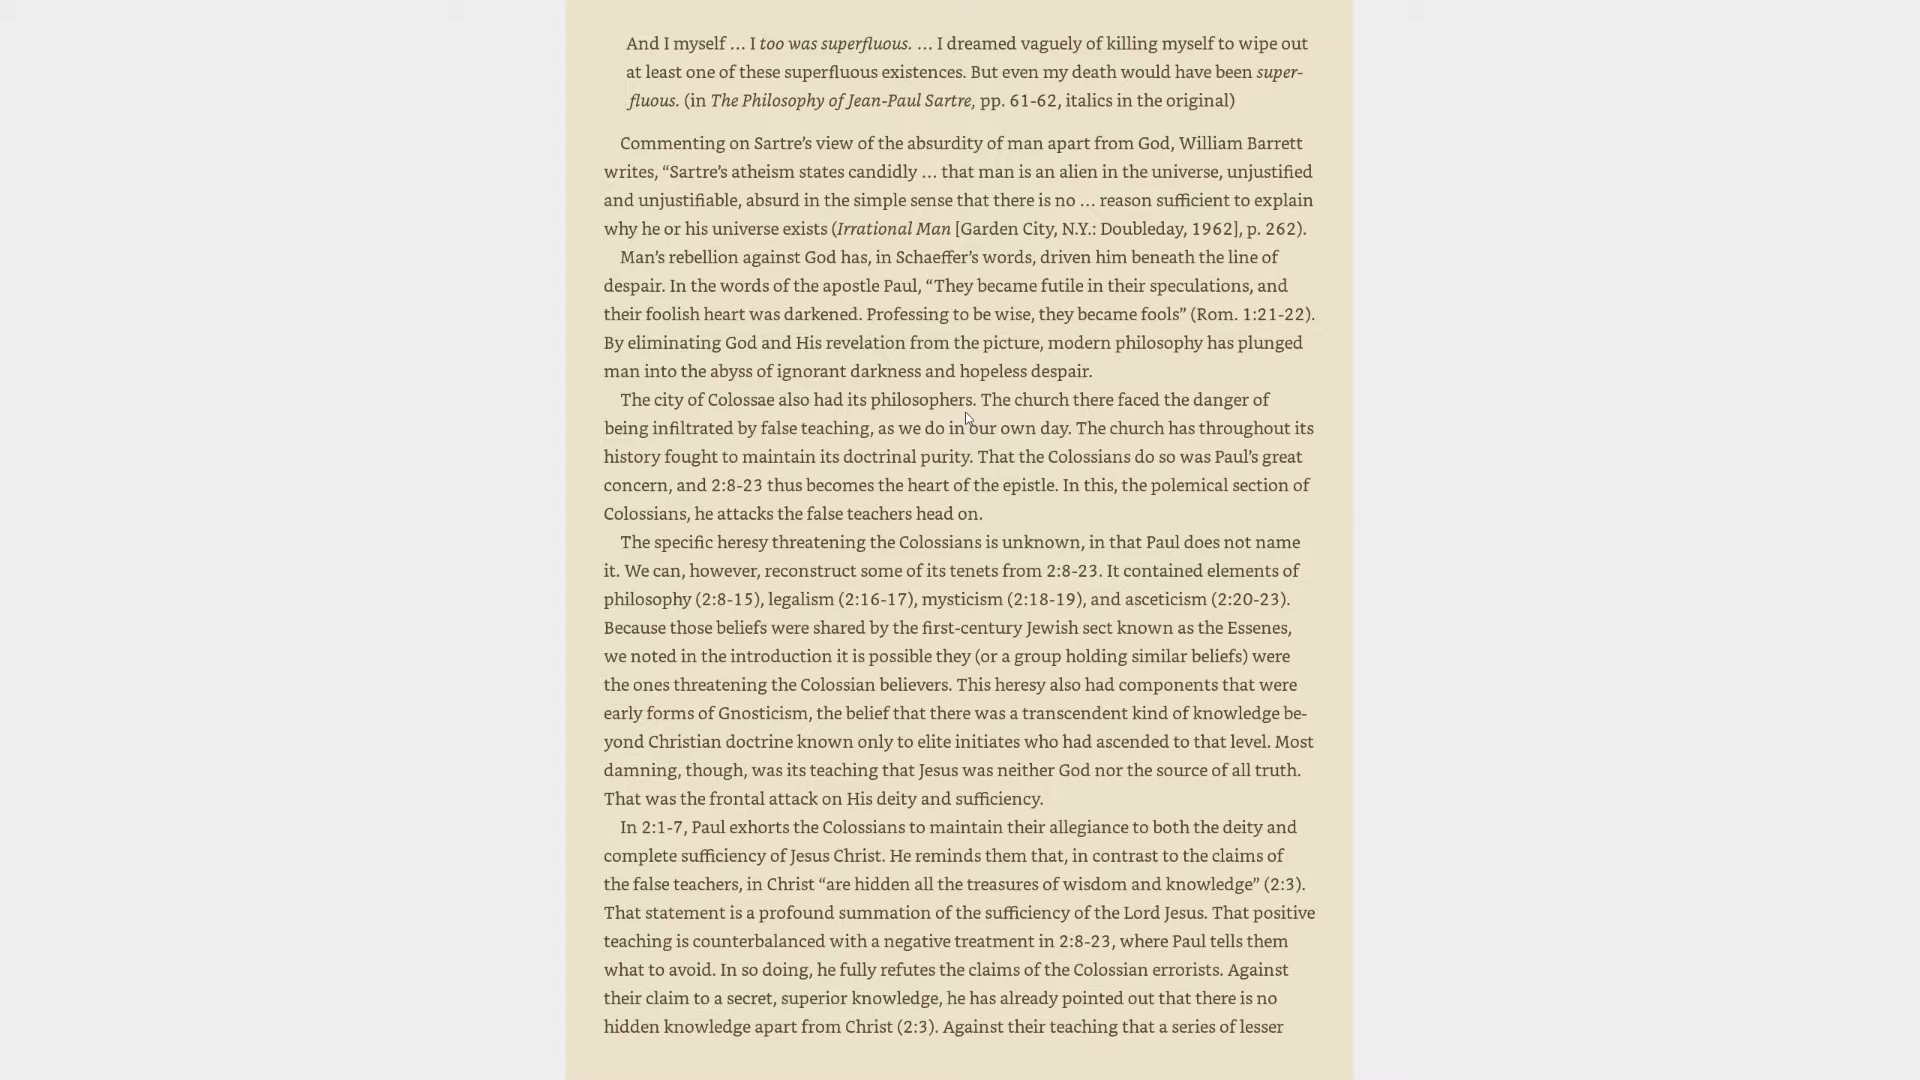 And I myself … I too was superfluous. … I dreamed vaguely of killing myself to wipe out
at least one of these superfluous existences. But even my death would have been super-
fluous. (in The Philosophy of Jean-Paul Sartre, pp. 61-62, italics in the original)
Commenting on Sartre’s view of the absurdity of man apart from God, William Barrett
writes, “Sartre’s atheism states candidly … that man is an alien in the universe, unjustified
and unjustifiable, absurd in the simple sense that there is no … reason sufficient to explain
why he or his universe exists (Irrational Man [Garden City, N.Y.: Doubleday, 1962], p. 262).
Man’s rebellion against God has, in Schaeffer’s words, driven him beneath the line of
despair. In the words of the apostle Paul, “They became futile in their speculations, and
their foolish heart was darkened. Professing to be wise, they became fools” (Rom. 1:21-22).
By eliminating God and His revelation from the picture, modern philosophy has plunged
man into the abyss of ignorant darkness and hopeless despair.
The city of Colossae also had its philosophers. The church there faced the danger of
being infiltrated by false teaching, as we do in our own day. The church has throughout its
history fought to maintain its doctrinal purity. That the Colossians do so was Paul’s great
concern, and 2:8-23 thus becomes the heart of the epistle. In this, the polemical section of
Colossians, he attacks the false teachers head on.
The specific heresy threatening the Colossians is unknown, in that Paul does not name
it. We can, however, reconstruct some of its tenets from 2:8-23. It contained elements of
philosophy (2:8-15), legalism (2:16-17), mysticism (2:18-19), and asceticism (2:20-23).
Because those beliefs were shared by the first-century Jewish sect known as the Essenes,
we noted in the introduction it is possible they (or a group holding similar beliefs) were
the ones threatening the Colossian believers. This heresy also had components that were
early forms of Gnosticism, the belief that there was a transcendent kind of knowledge be-
yond Christian doctrine known only to elite initiates who had ascended to that level. Most
damning, though, was its teaching that Jesus was neither God nor the source of all truth.
That was the frontal attack on His deity and sufficiency.
In 2:1-7, Paul exhorts the Colossians to maintain their allegiance to both the deity and
complete sufficiency of Jesus Christ. He reminds them that, in contrast to the claims of
the false teachers, in Christ “are hidden all the treasures of wisdom and knowledge” (2:3).
That statement is a profound summation of the sufficiency of the Lord Jesus. That positive
teaching is counterbalanced with a negative treatment in 2:8-23, where Paul tells them
what to avoid. In so doing, he fully refutes the claims of the Colossian errorists. Against
their claim to a secret, superior knowledge, he has already pointed out that there is no
hidden knowledge apart from Christ (2:3). Against their teaching that a series of lesser